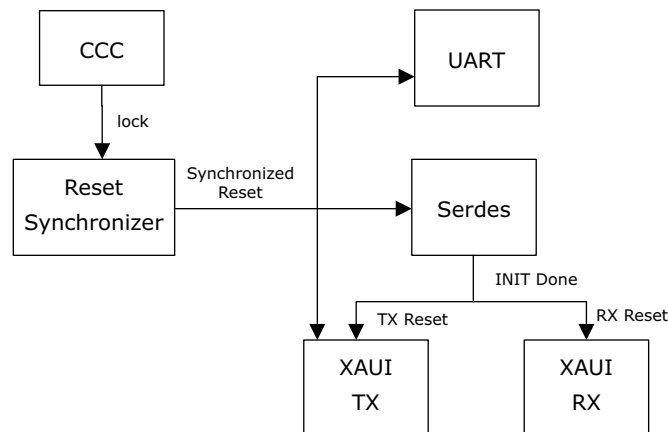 CCC
UART
lock
Reset
Synchronizer
Synchronized
Reset
Serdes
INIT Done
TX Reset
RX Reset
XAUI
TX
XAUI
RX